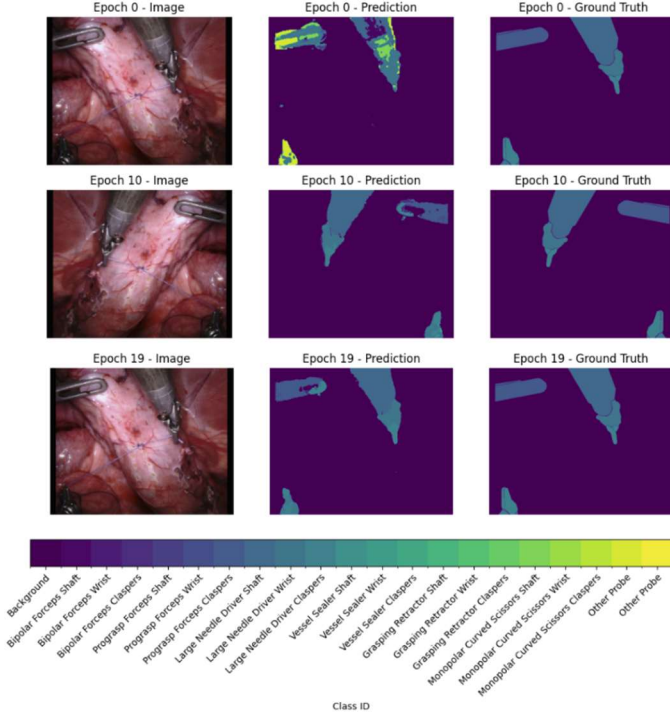 Epoch 0 - Image
Epoch 0 - Prediction
Epoch 0 - Ground Truth
Epoch 10 - Image
Epoch 10 - Prediction
Epoch 10 - Ground Truth
Epoch 19 - Image
Epoch 19 - Prediction
Epoch 19 - Ground Truth
Background
Bipolar Forceps Shaft
Bipolar Forceps Wrist
Bipolar Forceps Claspers
Prograsp Forceps Shaft
Prograsp Forceps Wrist
Prograsp Forceps Claspers
Large Needle Driver Shaft
Large Needle Driver Wrist
Large Needle Driver Claspers
Vessel Sealer Shaft
Vessel Sealer Wrist
Vessel Sealer Claspers
Grasping Retractor Shaft
Grasping Retractor Wrist
Grasping Retractor Claspers
Monopolar Curved Scissors Shaft
Monopolar Curved Scissors Wrist
Monopolar Curved Scissors Claspers
Other Probe
Other Probe
Class ID